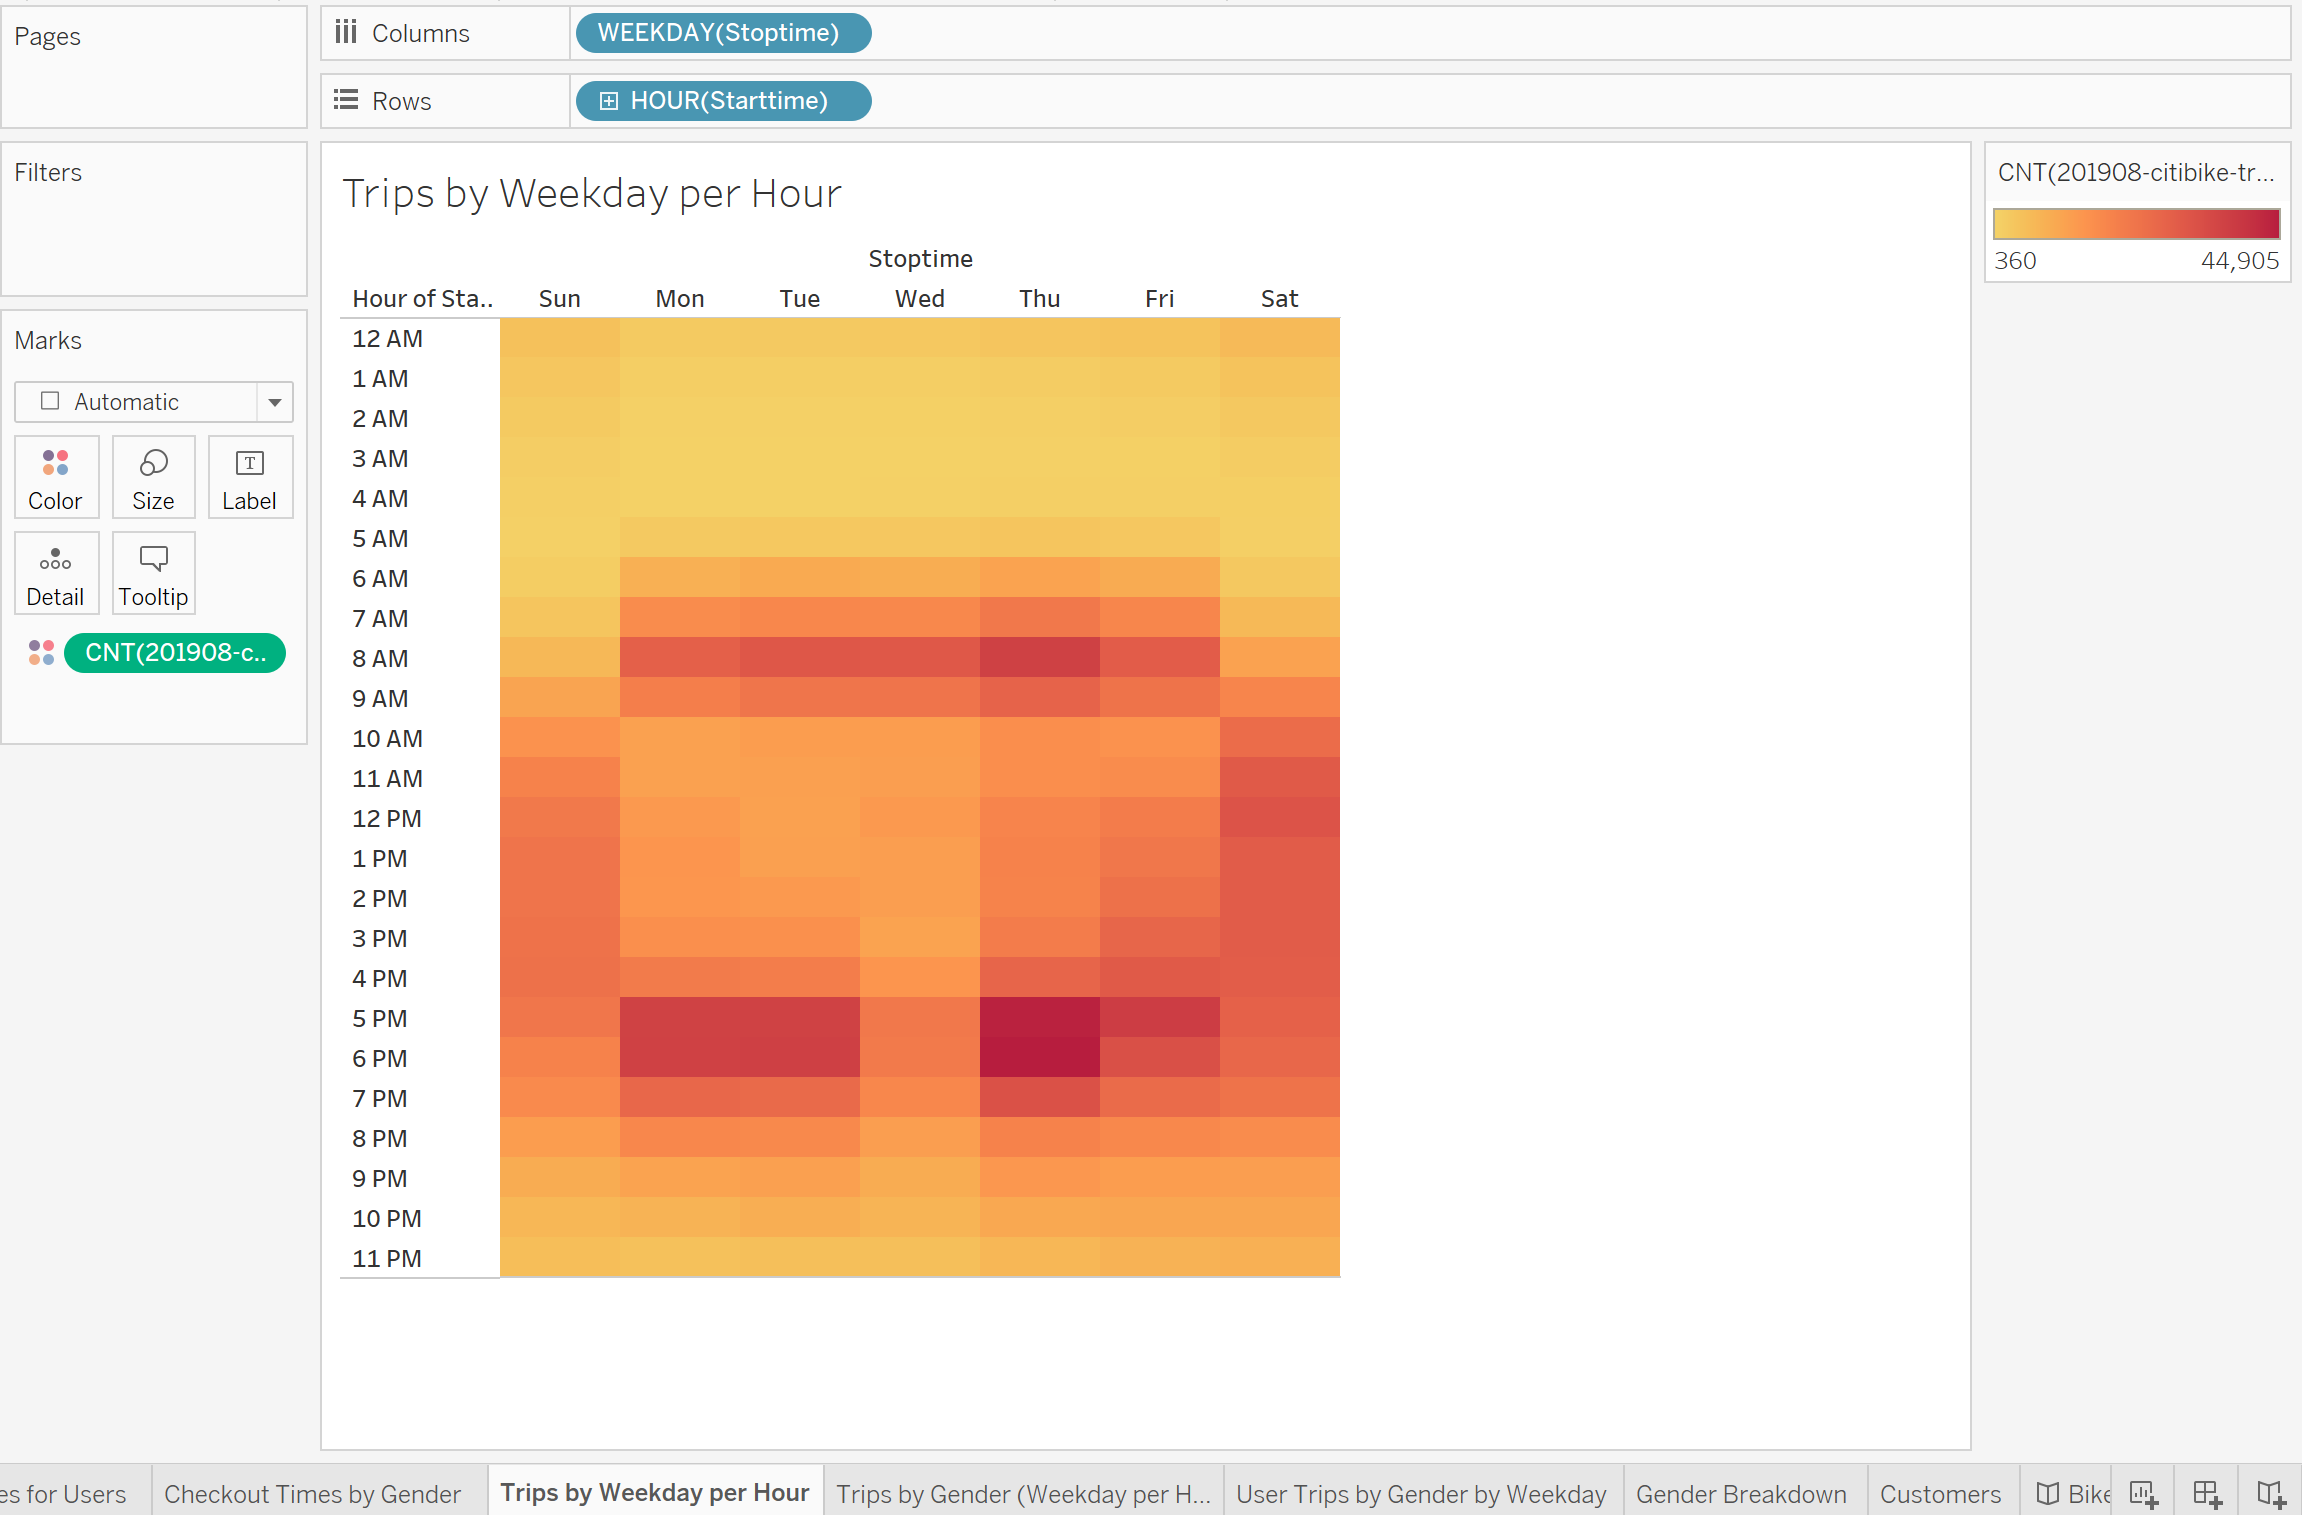 Pages
Columns
WEEKDAY(Stoptime)
Rows
HOUR(Starttime)
Filters
Marks
Automatic
Color
Size
Label
Detail
Tooltip
CNT(201908-c..
Trips by Weekday per Hour
Stoptime
Hour of Sta.. Sun Mon Tue Wed Thu Fri Sat
12 AM
1 AM
2 AM
3 AM
4 AM
5 AM
6 AM
7 AM
8 AM
9 AM
10 AM
11 AM
12 PM
1 PM
2 PM
3 PM
4 PM
5 PM
6 PM
7 PM
8 PM
9 PM
10 PM
11 PM
CNT(201908-citibike-tr...
360 44,905
es for Users Checkout Times by Gender Trips by Weekday per Hour Trips by Gender (Weekday per H... User Trips by Gender by Weekday Gender Breakdown Customers Bike